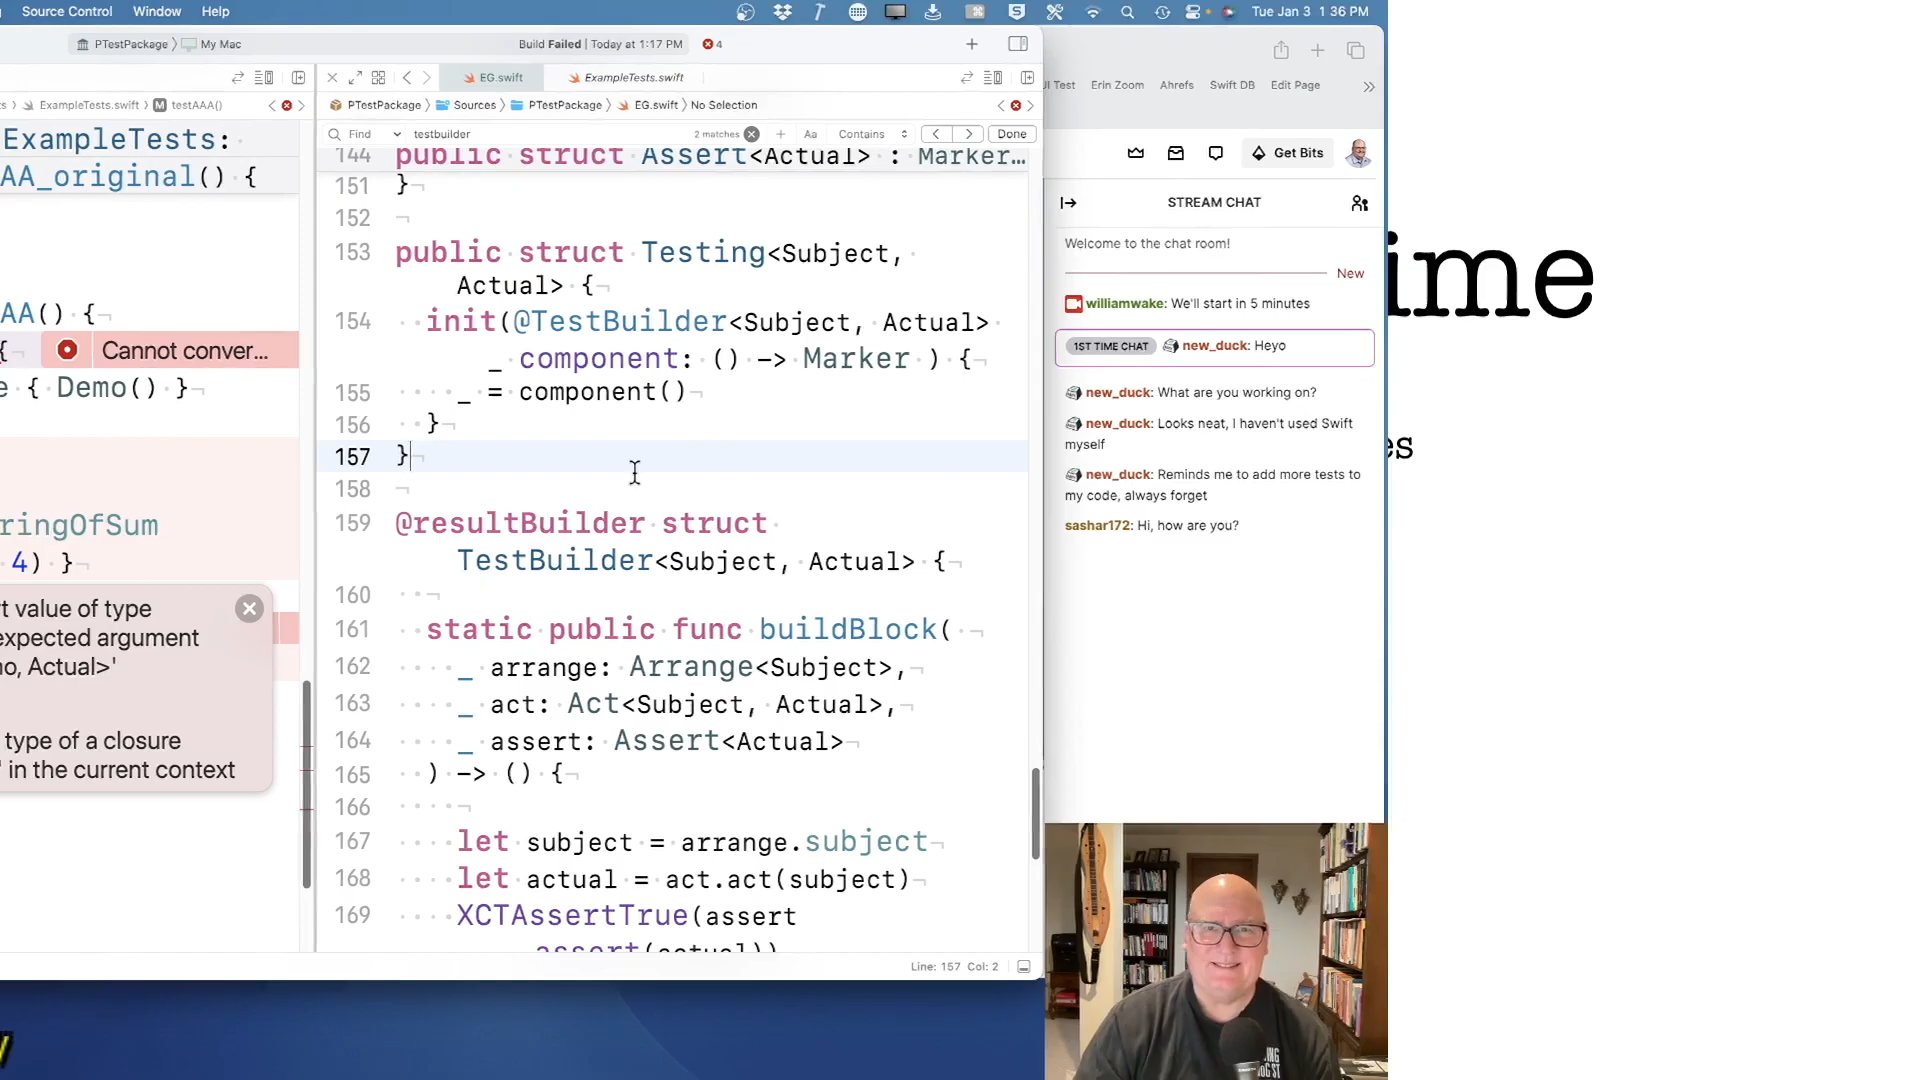 Source Control Window Help
Tue Jan 3 1:36 PM
PTestPackage 〉 My Mac
Build Failed | Today at 1:17 PM
4
EG.swift
ExampleTests.swift
ExampleTests.swift 〉 M testAAA()
PTestPackage 〉 Sources 〉 PTestPackage 〉 EG.swift 〉 No Selection
Find testbuilder 2 matches Aa Contains Done
ExampleTests:
AA_original() {
AA() {
{
Cannot conver...
{ Demo() }
ringOfSum
4) }
t value of type
expected argument
no, Actual>'
type of a closure
' in the current context
144 public struct Assert<Actual> : Marker…
151 }
152
153 public struct Testing<Subject,
Actual> {
154 init(@TestBuilder<Subject, Actual>
_ component: () -> Marker ) {
155 _ = component()
156 }
157 }
158
159 @resultBuilder struct
TestBuilder<Subject, Actual> {
160
161 static public func buildBlock(
162 _ arrange: Arrange<Subject>,
163 _ act: Act<Subject, Actual>,
164 _ assert: Assert<Actual>
165 ) -> () {
166
167 let subject = arrange.subject
168 let actual = act.act(subject)
169 XCTAssertTrue(assert
.assert(actual))
Line: 157 Col: 2
UI Test Erin Zoom Ahrefs Swift DB Edit Page
Get Bits
STREAM CHAT
Welcome to the chat room!
New
williamwake: We'll start in 5 minutes
1ST TIME CHAT new_duck: Heyo
new_duck: What are you working on?
new_duck: Looks neat, I haven't used Swift
myself
new_duck: Reminds me to add more tests to
my code, always forget
sashar172: Hi, how are you?
ime
es